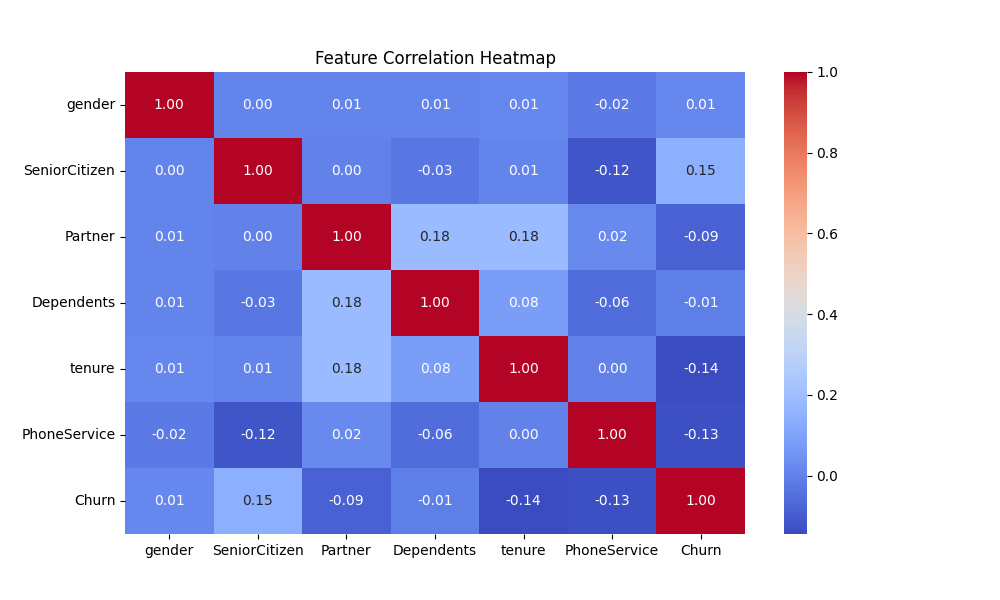 Feature Correlation Heatmap
gender 1.00 0.00 0.01 0.01 0.01 -0.02 0.01
SeniorCitizen 0.00 1.00 0.00 -0.03 0.01 -0.12 0.15
Partner 0.01 0.00 1.00 0.18 0.18 0.02 -0.09
Dependents 0.01 -0.03 0.18 1.00 0.08 -0.06 -0.01
tenure 0.01 0.01 0.18 0.08 1.00 0.00 -0.14
PhoneService -0.02 -0.12 0.02 -0.06 0.00 1.00 -0.13
Churn 0.01 0.15 -0.09 -0.01 -0.14 -0.13 1.00
gender SeniorCitizen Partner Dependents tenure PhoneService Churn
1.0
0.8
0.6
0.4
0.2
0.0